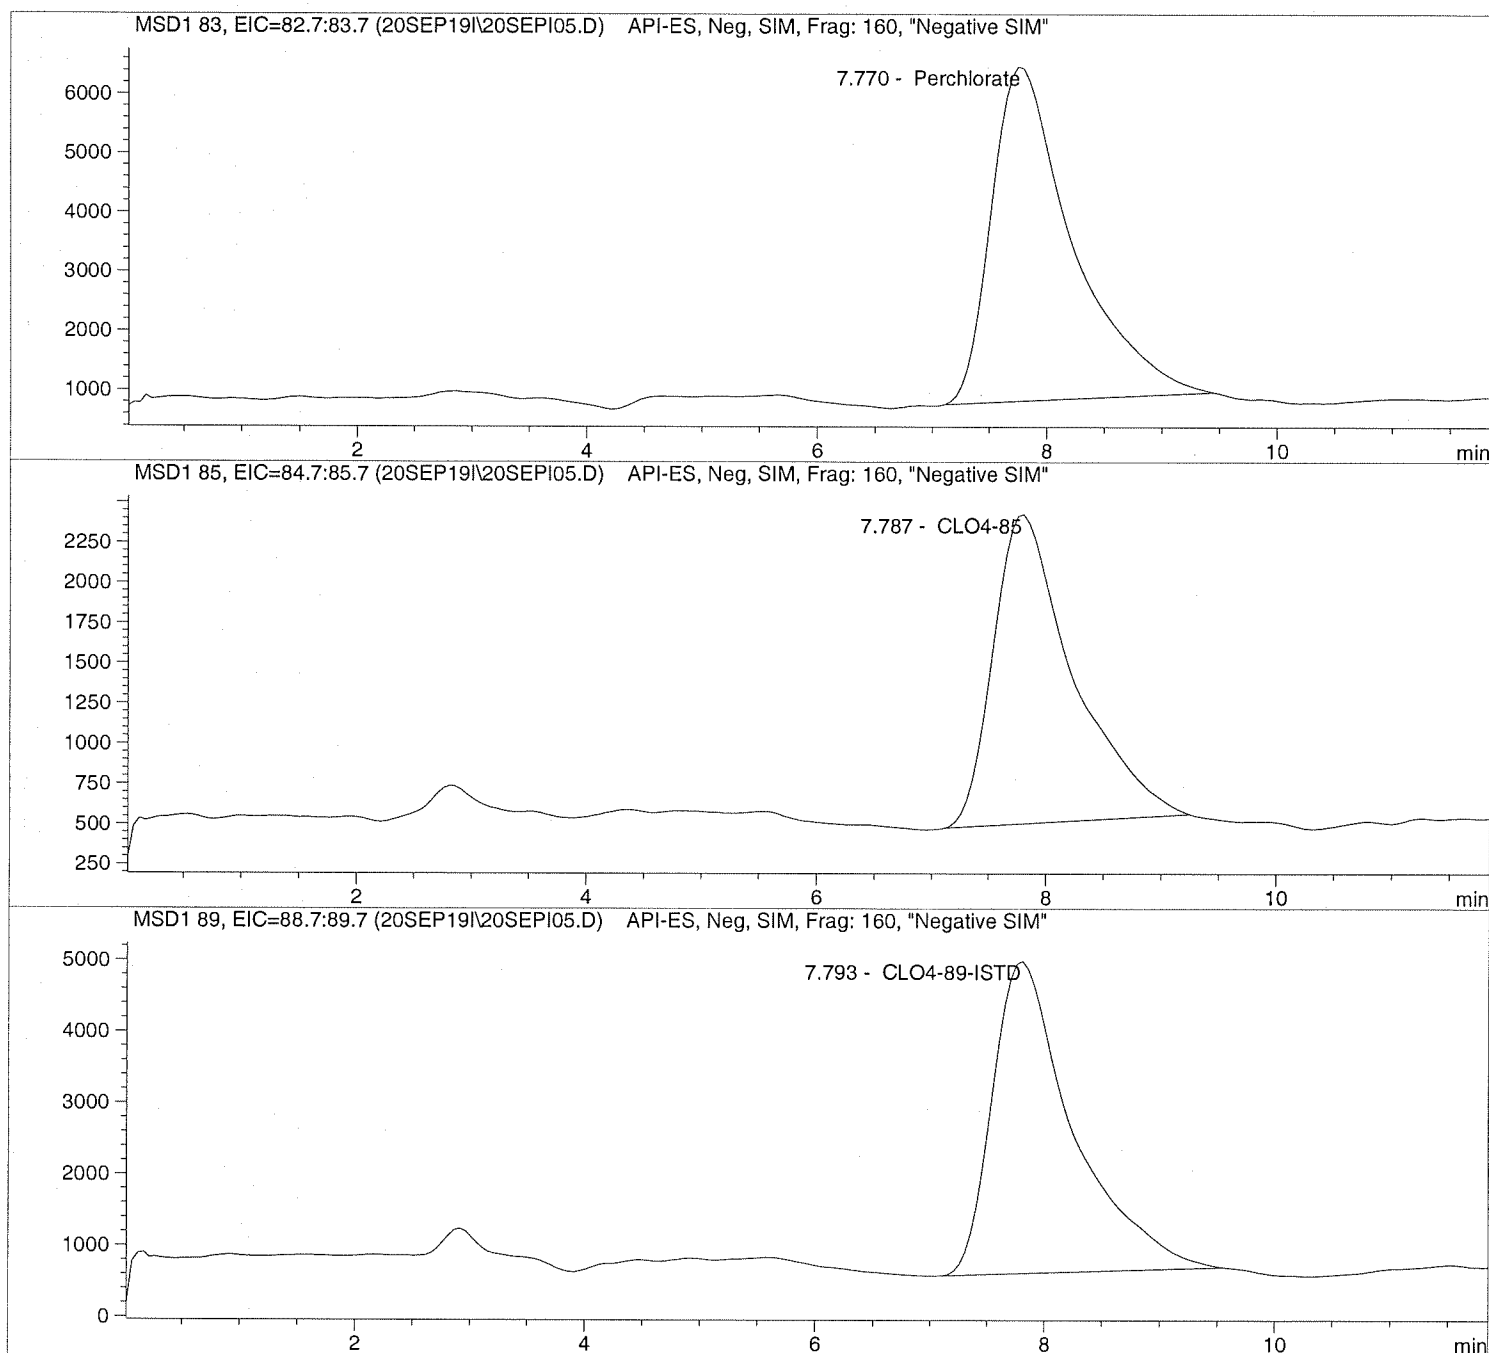 MSD1 83, EIC=82.7:83.7 (20SEP19I\20SEPI05.D) API-ES, Neg, SIM, Frag: 160, "Negative SIM"
7.770 - Perchlorate
6000
5000
4000
3000
2000
1000
2 4 6 8 10 min
MSD1 85, EIC=84.7:85.7 (20SEP19I\20SEPI05.D) API-ES, Neg, SIM, Frag: 160, "Negative SIM"
7.787 - CLO4-85
2250
2000
1750
1500
1250
1000
750
500
250
2 4 6 8 10 min
MSD1 89, EIC=88.7:89.7 (20SEP19I\20SEPI05.D) API-ES, Neg, SIM, Frag: 160, "Negative SIM"
5000
7.793 - CLO4-89-ISTD
4000
3000
2000
1000
0
2 4 6 8 10 min